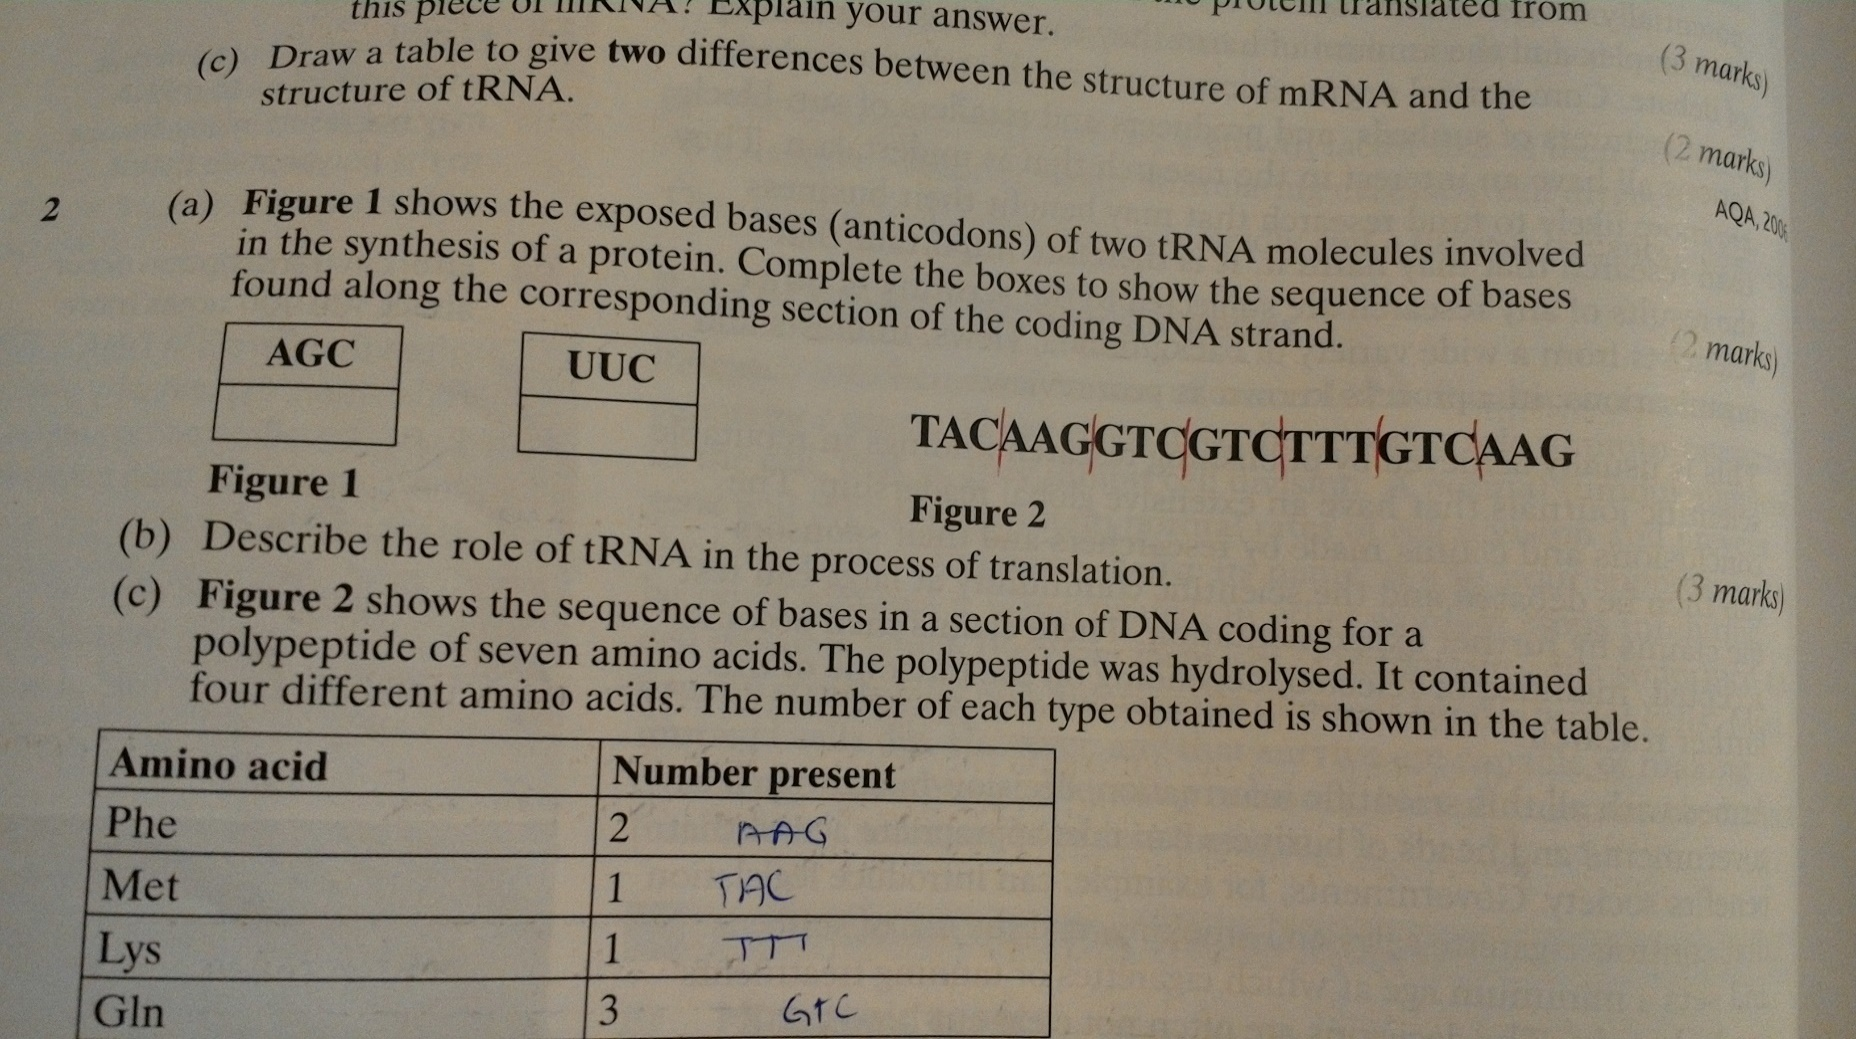 this piece of mRNA? Explain your answer.
protein translated from
(3 marks)
(c) Draw a table to give two differences between the structure of mRNA and the
structure of tRNA.
(2 marks)
AQA, 2006
2 (a) Figure 1 shows the exposed bases (anticodons) of two tRNA molecules involved
in the synthesis of a protein. Complete the boxes to show the sequence of bases
found along the corresponding section of the coding DNA strand.
(2 marks)
AGC
UUC
TACAAGGTCGTCTTTGTCAAG
Figure 1
Figure 2
(b) Describe the role of tRNA in the process of translation.
(3 marks)
(c) Figure 2 shows the sequence of bases in a section of DNA coding for a
polypeptide of seven amino acids. The polypeptide was hydrolysed. It contained
four different amino acids. The number of each type obtained is shown in the table.
Amino acid Number present
Phe 2 AAG
Met 1 TAC
Lys 1 TTT
Gln 3 GtC